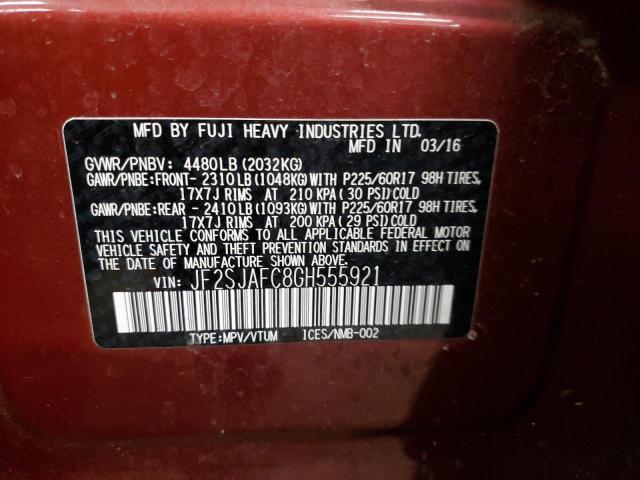 MFD BY FUJI HEAVY INDUSTRIES LTD.
MFD IN 03/16
GVWR/PNBV: 4480LB (2032KG)
GAWR/PNBE:FRONT- 2310LB (1048KG) WITH P225/60R17 98H TIRES,
17X7J RIMS AT 210 KPA ( 30 PSI) COLD
GAWR/PNBE:REAR - 2410LB (1093KG) WITH P225/60R17 98H TIRES,
17X7J RIMS AT 200 KPA ( 29 PSI) COLD
THIS VEHICLE CONFORMS TO ALL APPLICABLE FEDERAL MOTOR
VEHICLE SAFETY AND THEFT PREVENTION STANDARDS IN EFFECT ON
THE DATE OF MANUFACTURE SHOWN ABOVE.
VIN: JF2SJAFC8GH555921
TYPE:MPV/VTUM ICES/NMB-002